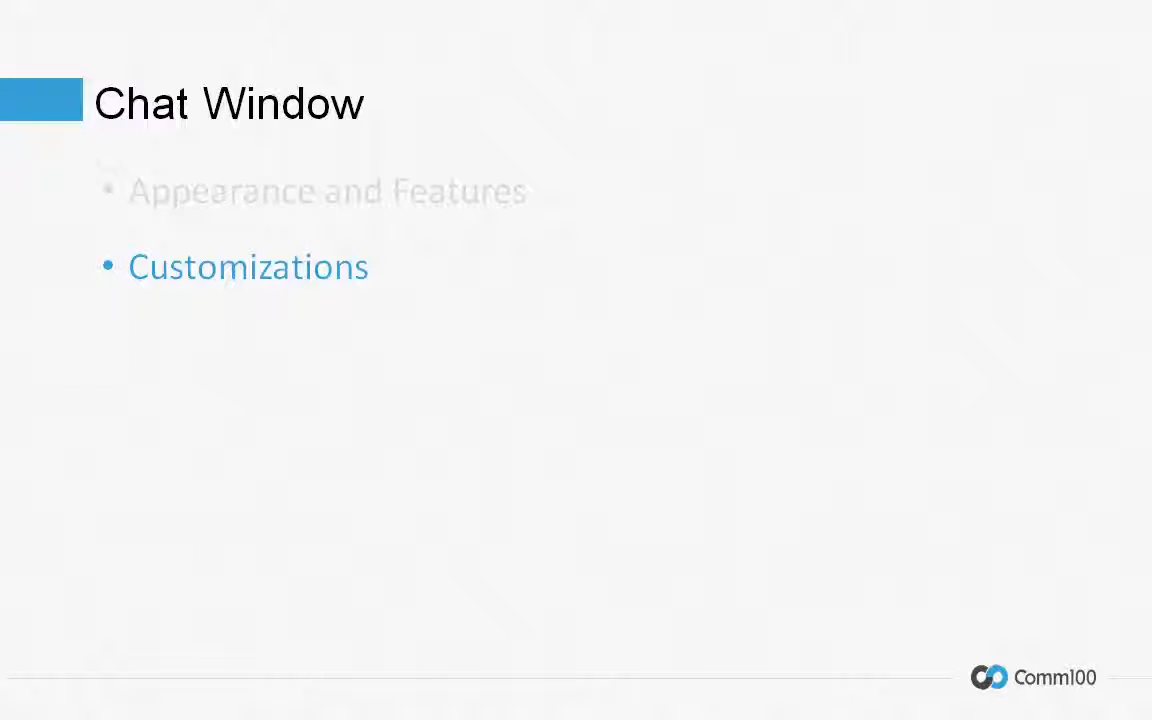 Chat Window
• Appearance and Features
• Customizations
Comm100